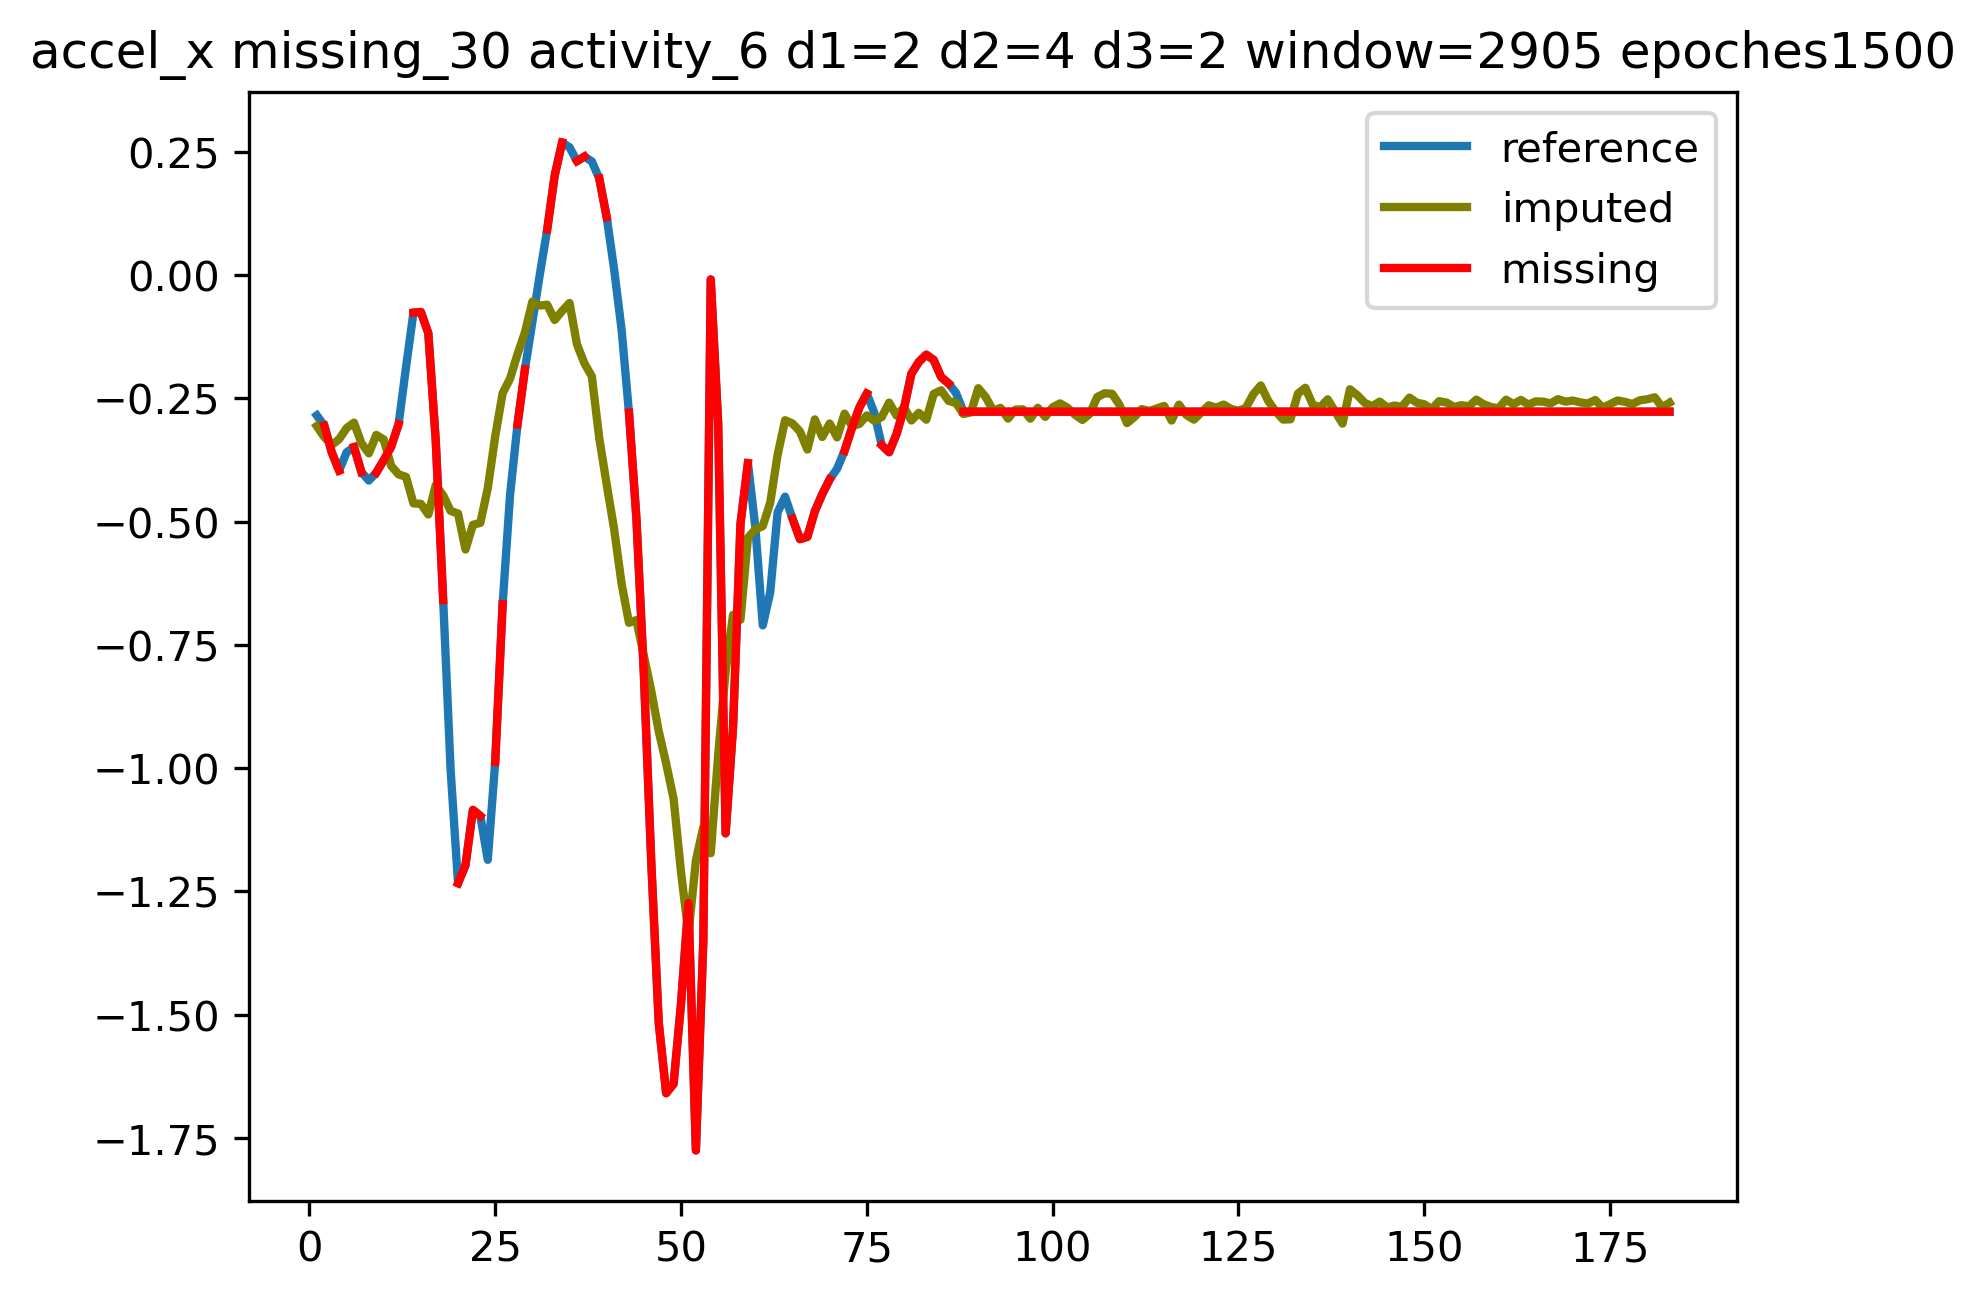 accel_x missing_30 activity_6 d1=2 d2=4 d3=2 window=2905 epoches1500
reference
imputed
missing
0.25
0.00
−0.25
−0.50
−0.75
−1.00
−1.25
−1.50
−1.75
0 25 50 75 100 125 150 175